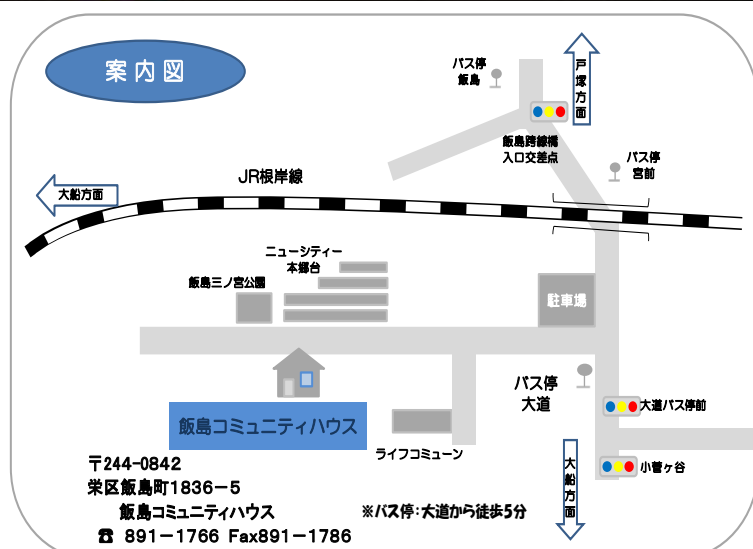 案内図
バス停
飯島
戸塚方面
飯島跨線橋
入口交差点
バス停
宮前
JR根岸線
大船方面
ニューシティー
本郷台
飯島三ノ宮公園
駐車場
バス停
大道
大道バス停前
飯島コミュニティハウス
ライフコミューン
小菅ヶ谷
大船方面
〒244-0842
栄区飯島町1836−5
飯島コミュニティハウス
※バス停:大道から徒歩5分
☎ 891−1766 Fax891−1786